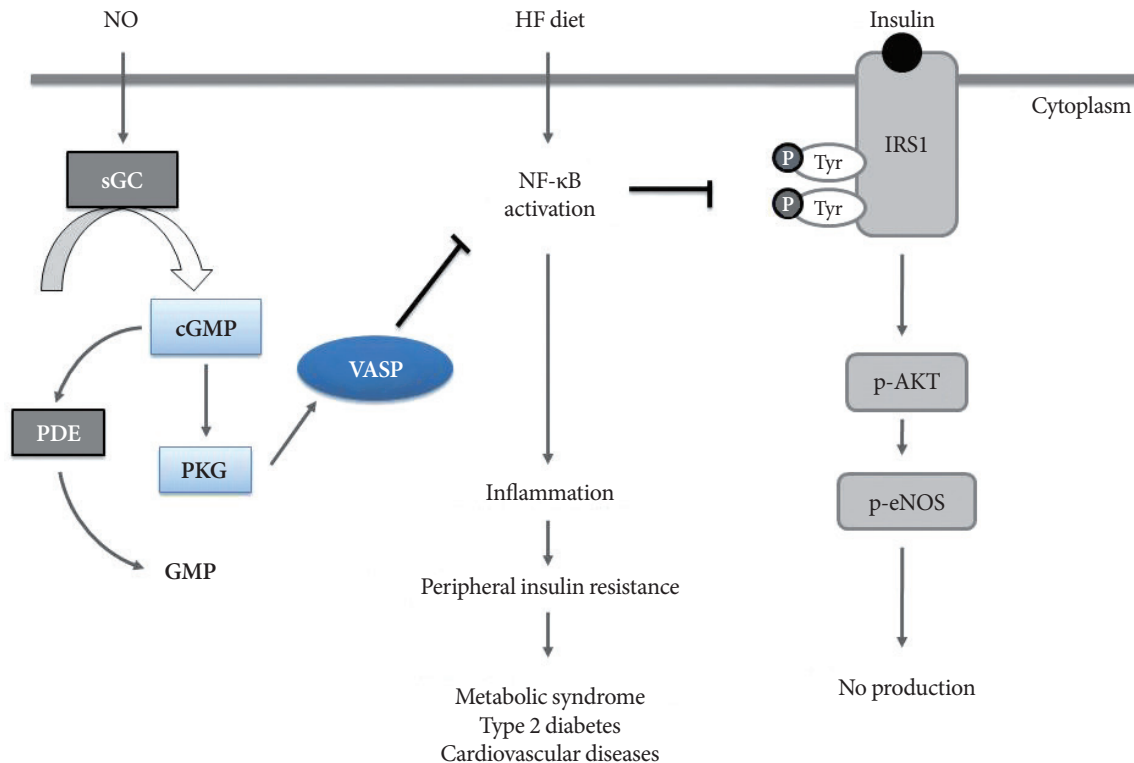 NO
HF diet
Insulin
Cytoplasm
sGC
NF-κB
activation
IRS1
P
Tyr
P
Tyr
cGMP
VASP
p-AKT
PDE
PKG
Inflammation
p-eNOS
GMP
Peripheral insulin resistance
No production
Metabolic syndrome
Type 2 diabetes
Cardiovascular diseases